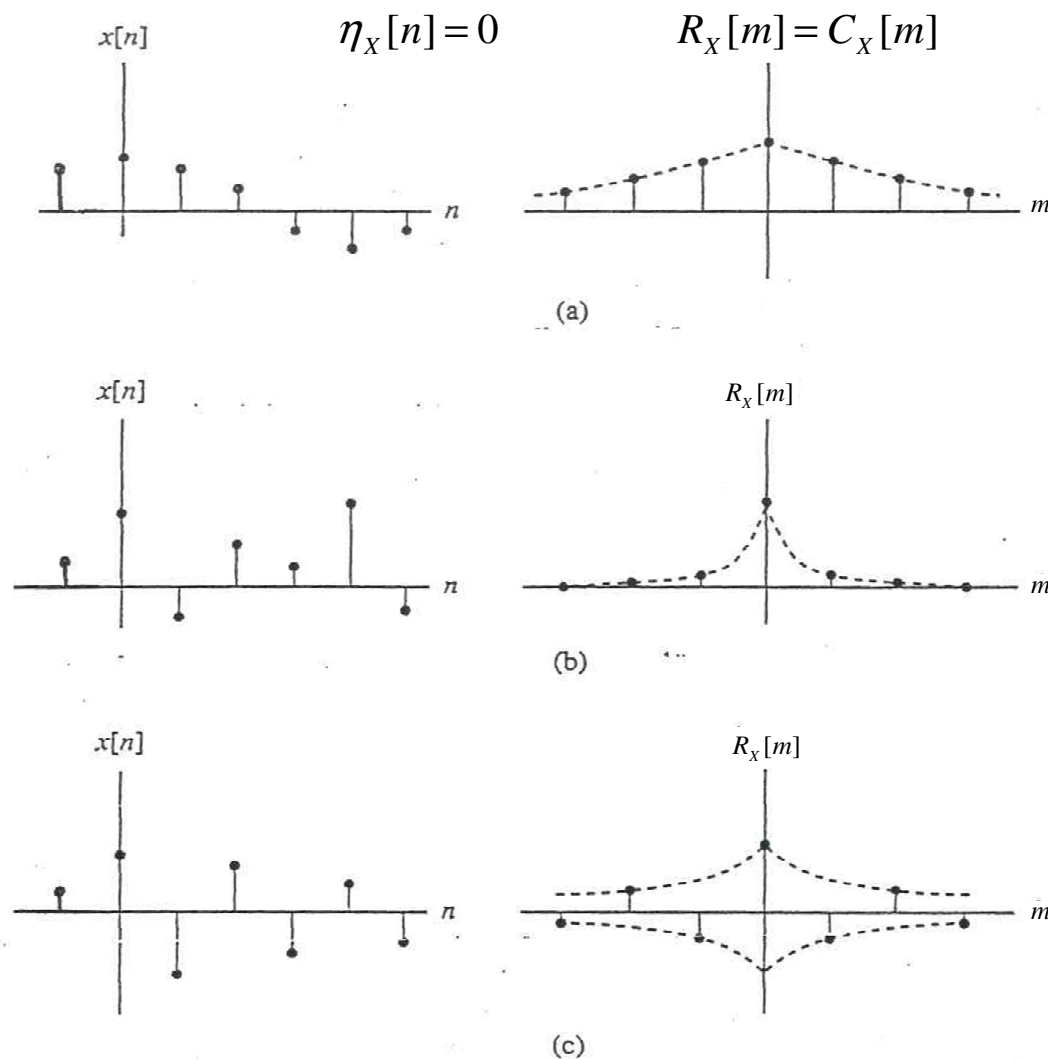 η_X[n] = 0
R_X[m] = C_X[m]
x[n]
n
m
(a)
x[n]
R_X[m]
n
m
(b)
x[n]
R_X[m]
n
m
(c)